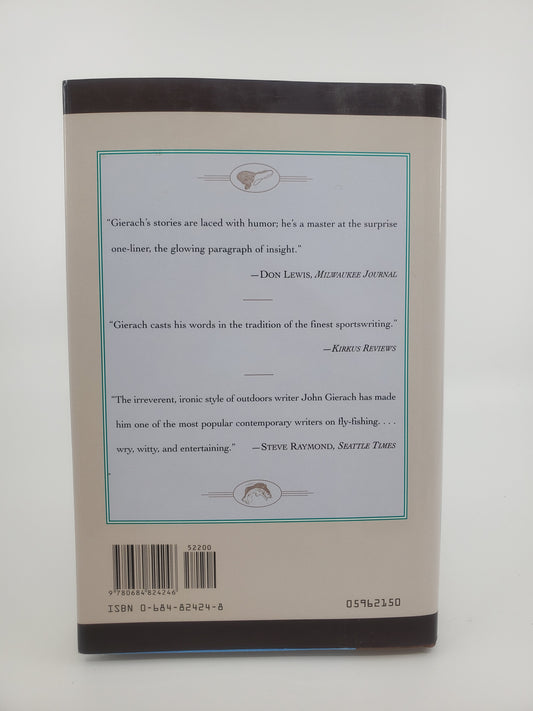 "Gierach's stories are laced with humor; he's a master at the surprise
one-liner, the glowing paragraph of insight."
—DON LEWIS, MILWAUKEE JOURNAL
"Gierach casts his words in the tradition of the finest sportswriting."
—KIRKUS REVIEWS
"The irreverent, ironic style of outdoors writer John Gierach has made
him one of the most popular contemporary writers on fly-fishing. . . .
wry, witty, and entertaining." —STEVE RAYMOND, SEATTLE TIMES
52200
9 780684 824246
ISBN 0-684-82424-8
05962150